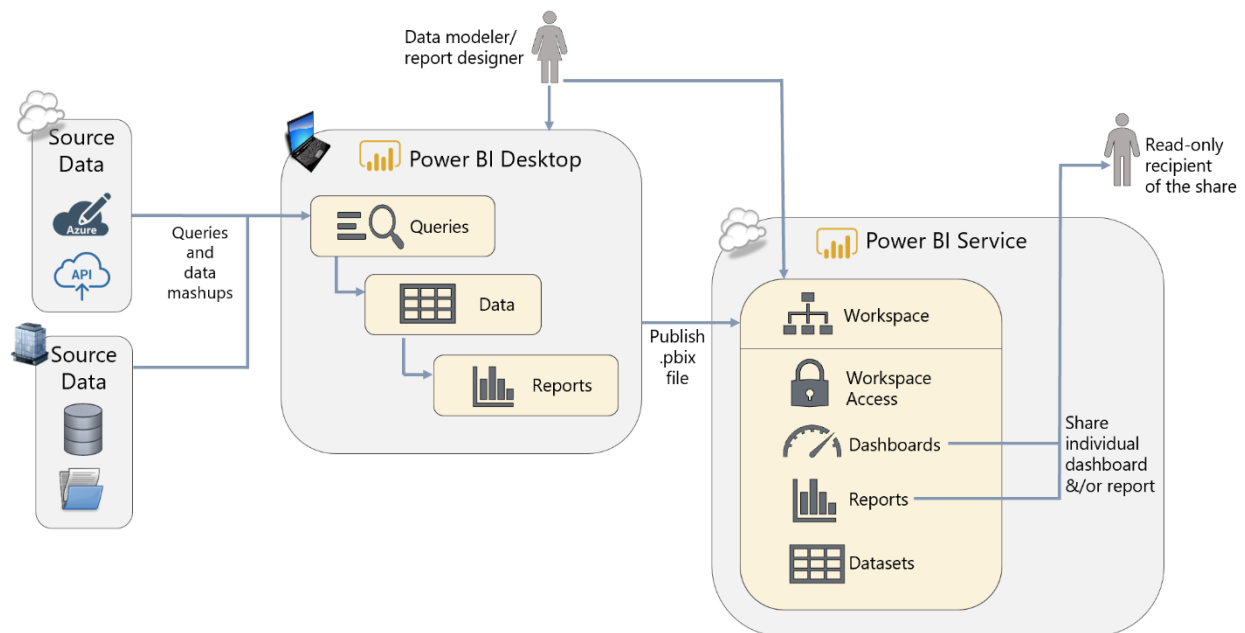 Data modeler/
report designer
Source
Data
Azure
API
Queries
and
data
mashups
Source
Data
Power BI Desktop
Queries
Data
Reports
Publish
.pbix
file
Power BI Service
Workspace
Workspace
Access
Dashboards
Reports
Datasets
Share
individual
dashboard
&/or report
Read-only
recipient
of the share